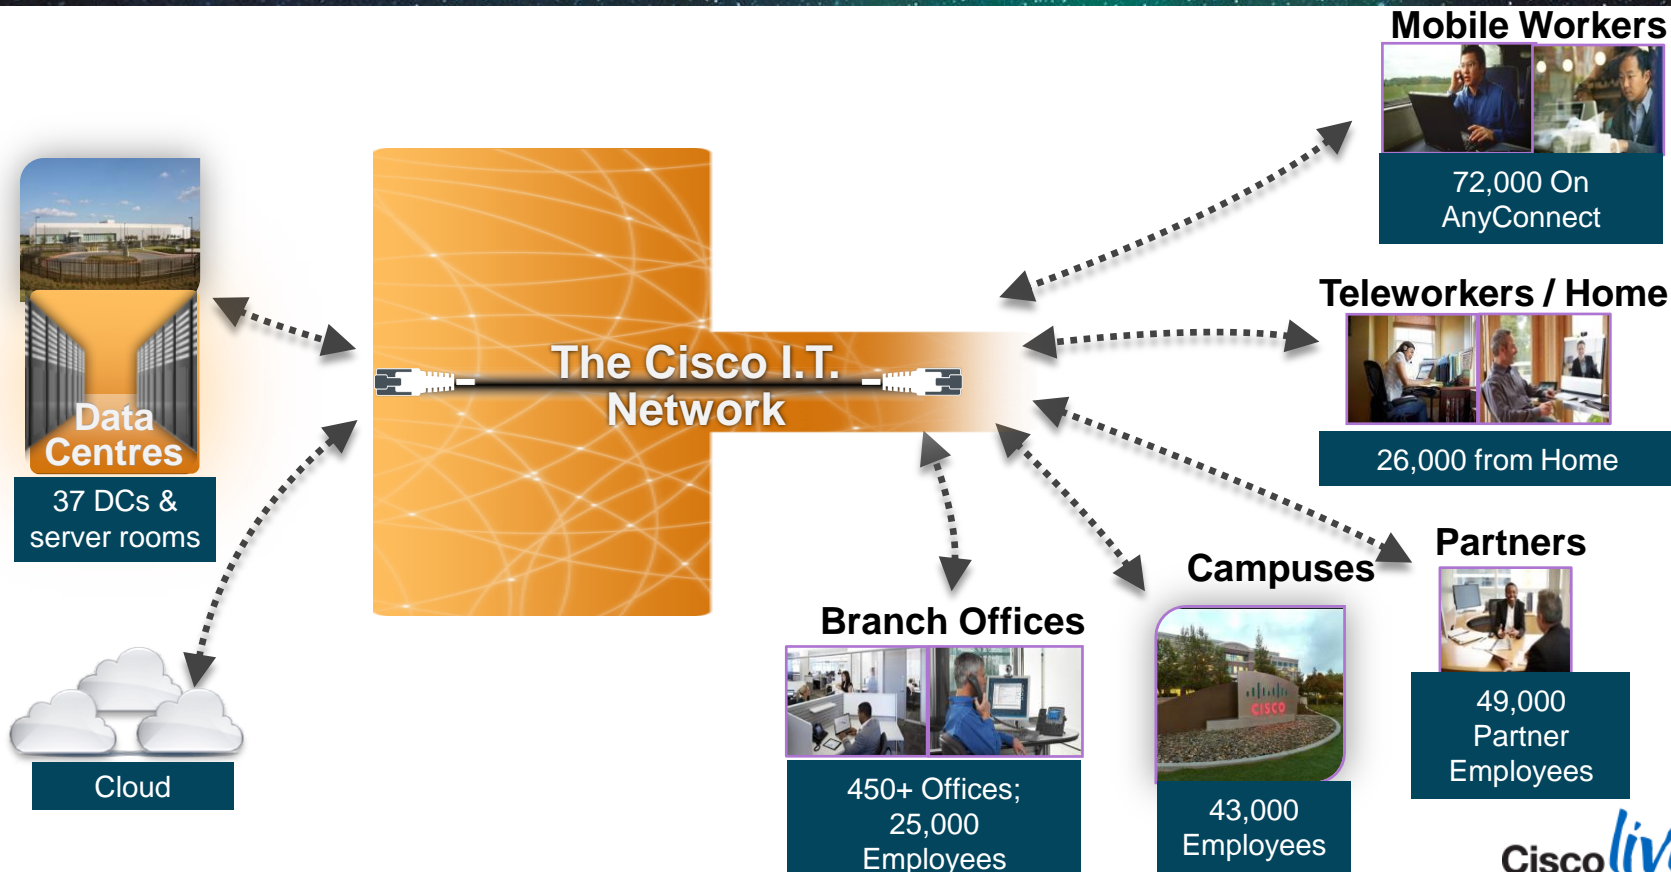 Mobile Workers
72,000 On
AnyConnect
Teleworkers / Home
26,000 from Home
The Cisco I.T.
Network
Data
Centres
37 DCs &
server rooms
Cloud
Branch Offices
450+ Offices;
25,000
Employees
Campuses
CISCO
43,000
Employees
Partners
49,000
Partner
Employees
Cisco